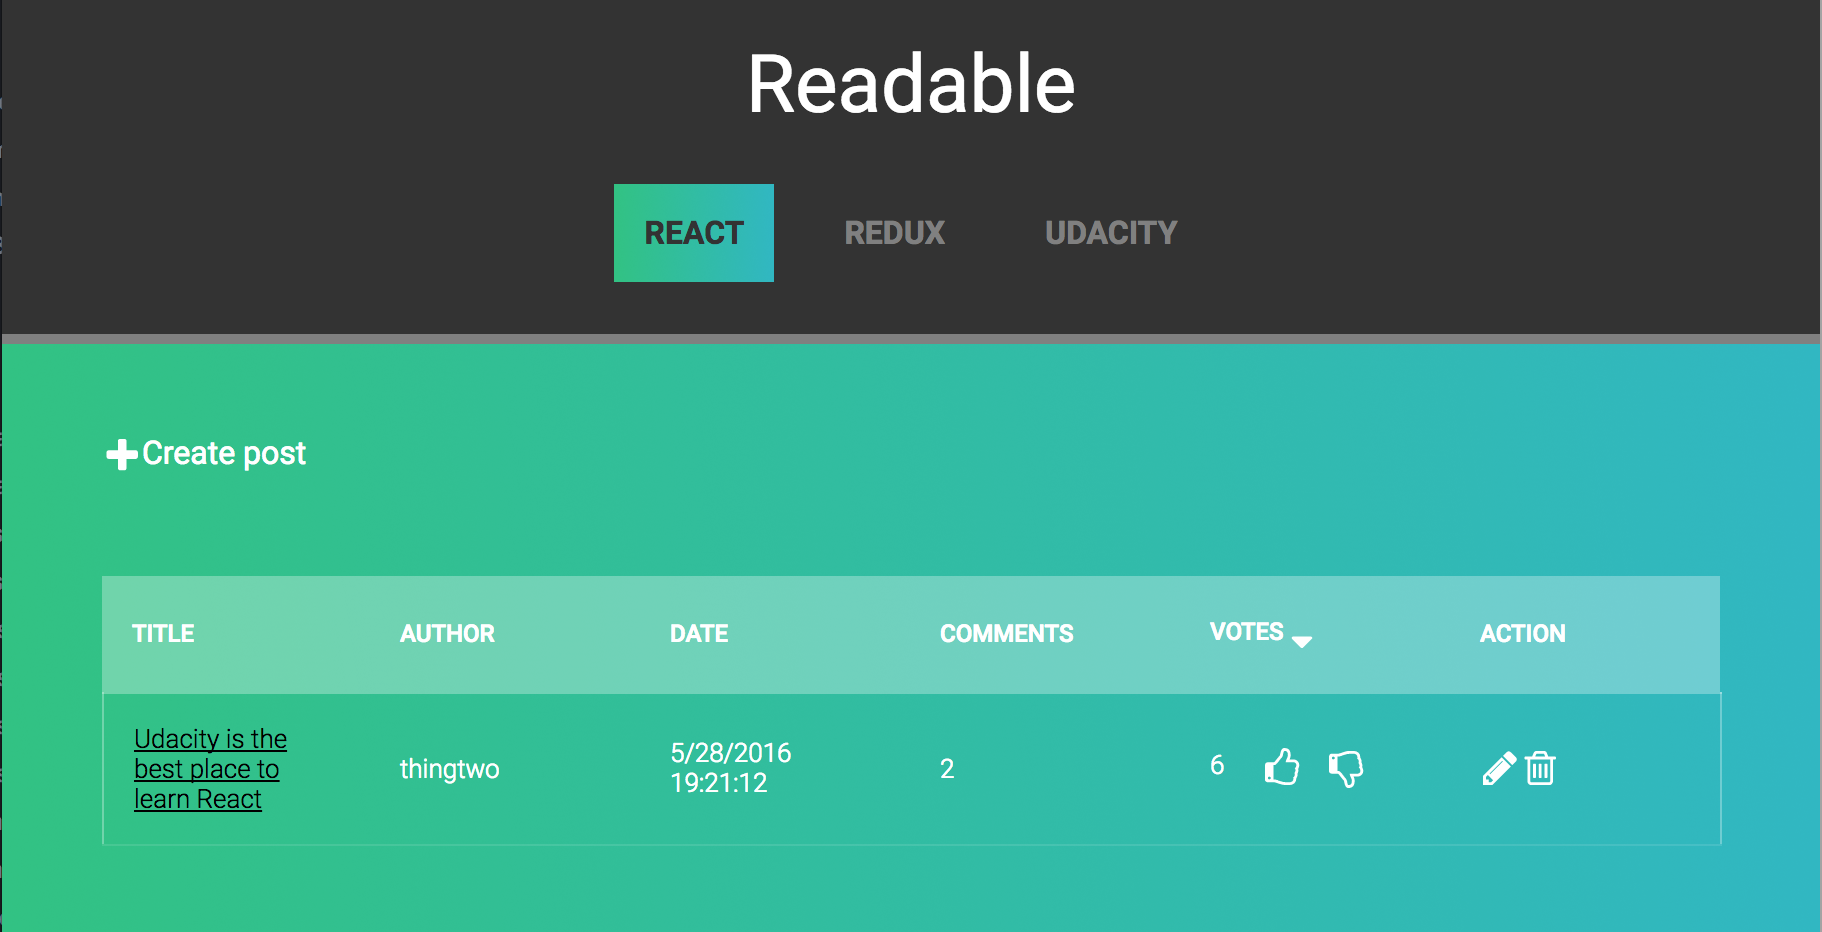 Readable
REACT REDUX UDACITY
Create post
TITLE AUTHOR DATE COMMENTS VOTES ACTION
Udacity is the
best place to
learn React
thingtwo
5/28/2016
19:21:12
2
6